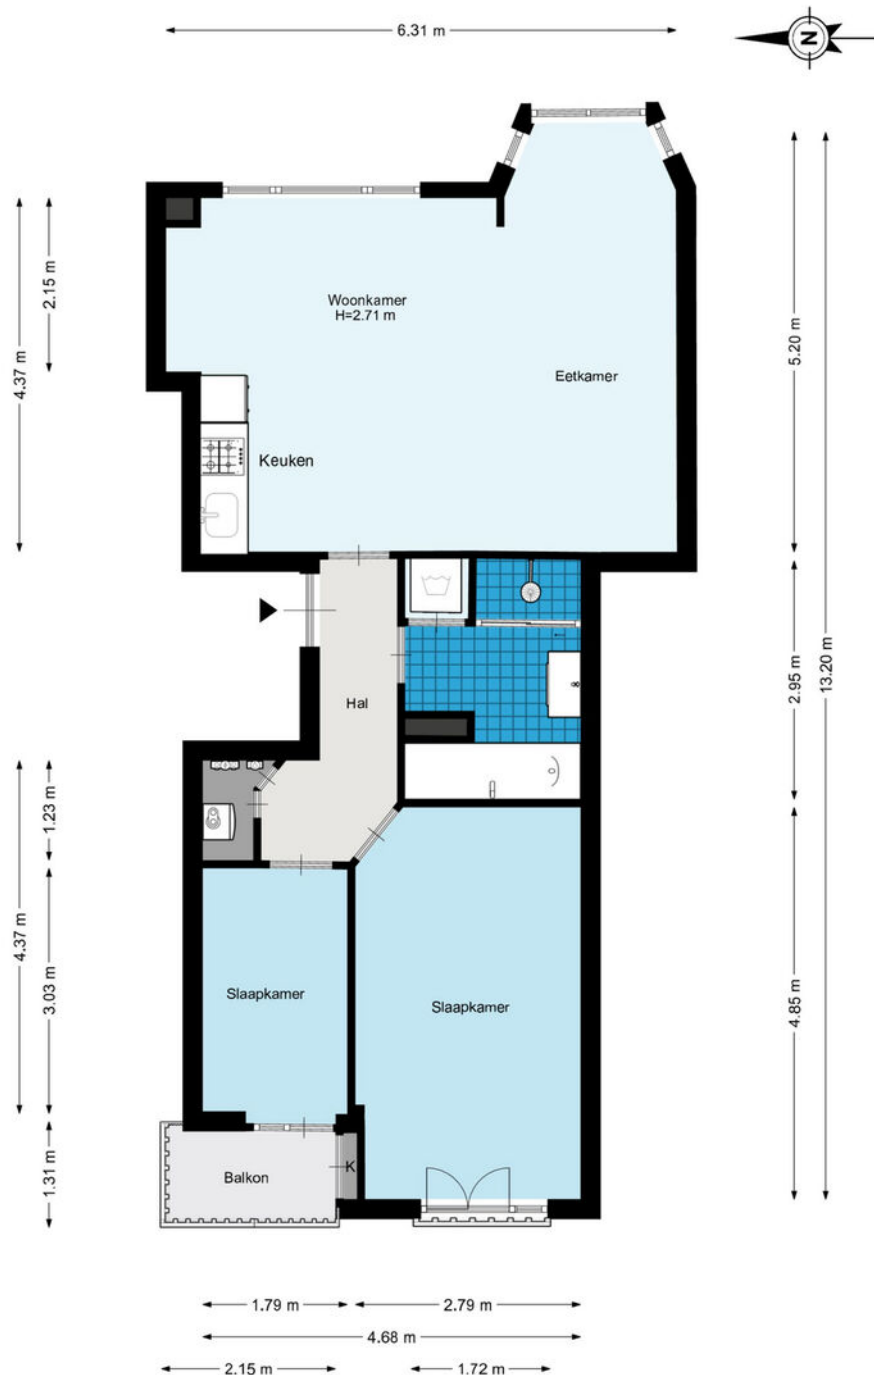 6.31 m
N
Woonkamer
H=2.71 m
Eetkamer
Keuken
Hal
Slaapkamer
Slaapkamer
Balkon
K
4.37 m
2.15 m
5.20 m
13.20 m
2.95 m
1.23 m
4.37 m
3.03 m
4.85 m
1.31 m
1.79 m
2.79 m
4.68 m
2.15 m
1.72 m